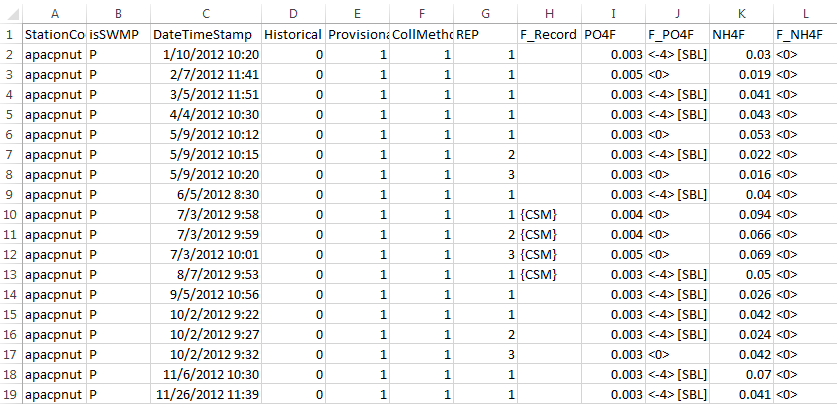 A B C D E F G H I J K L
1 StationCo isSWMP DateTimeStamp Historical Provisiona CollMetho REP F_Record PO4F F_PO4F NH4F F_NH4F
2 apacpnut P 1/10/2012 10:20 0 1 1 1 0.003 <-4> [SBL] 0.03 <0>
3 apacpnut P 2/7/2012 11:41 0 1 1 1 0.005 <0> 0.019 <0>
4 apacpnut P 3/5/2012 11:51 0 1 1 1 0.003 <-4> [SBL] 0.041 <0>
5 apacpnut P 4/4/2012 10:30 0 1 1 1 0.003 <-4> [SBL] 0.043 <0>
6 apacpnut P 5/9/2012 10:12 0 1 1 1 0.003 <0> 0.053 <0>
7 apacpnut P 5/9/2012 10:15 0 1 1 2 0.003 <-4> [SBL] 0.022 <0>
8 apacpnut P 5/9/2012 10:20 0 1 1 3 0.003 <0> 0.016 <0>
9 apacpnut P 6/5/2012 8:30 0 1 1 1 0.003 <-4> [SBL] 0.04 <0>
10 apacpnut P 7/3/2012 9:58 0 1 1 1 {CSM} 0.004 <0> 0.094 <0>
11 apacpnut P 7/3/2012 9:59 0 1 1 2 {CSM} 0.004 <0> 0.066 <0>
12 apacpnut P 7/3/2012 10:01 0 1 1 3 {CSM} 0.005 <0> 0.069 <0>
13 apacpnut P 8/7/2012 9:53 0 1 1 1 {CSM} 0.003 <-4> [SBL] 0.05 <0>
14 apacpnut P 9/5/2012 10:56 0 1 1 1 0.003 <-4> [SBL] 0.026 <0>
15 apacpnut P 10/2/2012 9:22 0 1 1 1 0.003 <-4> [SBL] 0.042 <0>
16 apacpnut P 10/2/2012 9:27 0 1 1 2 0.003 <-4> [SBL] 0.024 <0>
17 apacpnut P 10/2/2012 9:32 0 1 1 3 0.003 <0> 0.042 <0>
18 apacpnut P 11/6/2012 10:30 0 1 1 1 0.003 <-4> [SBL] 0.07 <0>
19 apacpnut P 11/26/2012 11:39 0 1 1 1 0.003 <-4> [SBL] 0.041 <0>